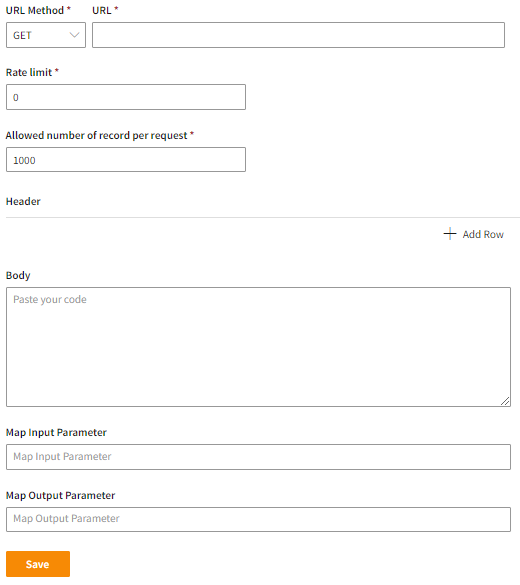 URL Method * URL *
GET
Rate limit *
0
Allowed number of record per request *
1000
Header
Add Row
Body
Paste your code
Map Input Parameter
Map Input Parameter
Map Output Parameter
Map Output Parameter
Save